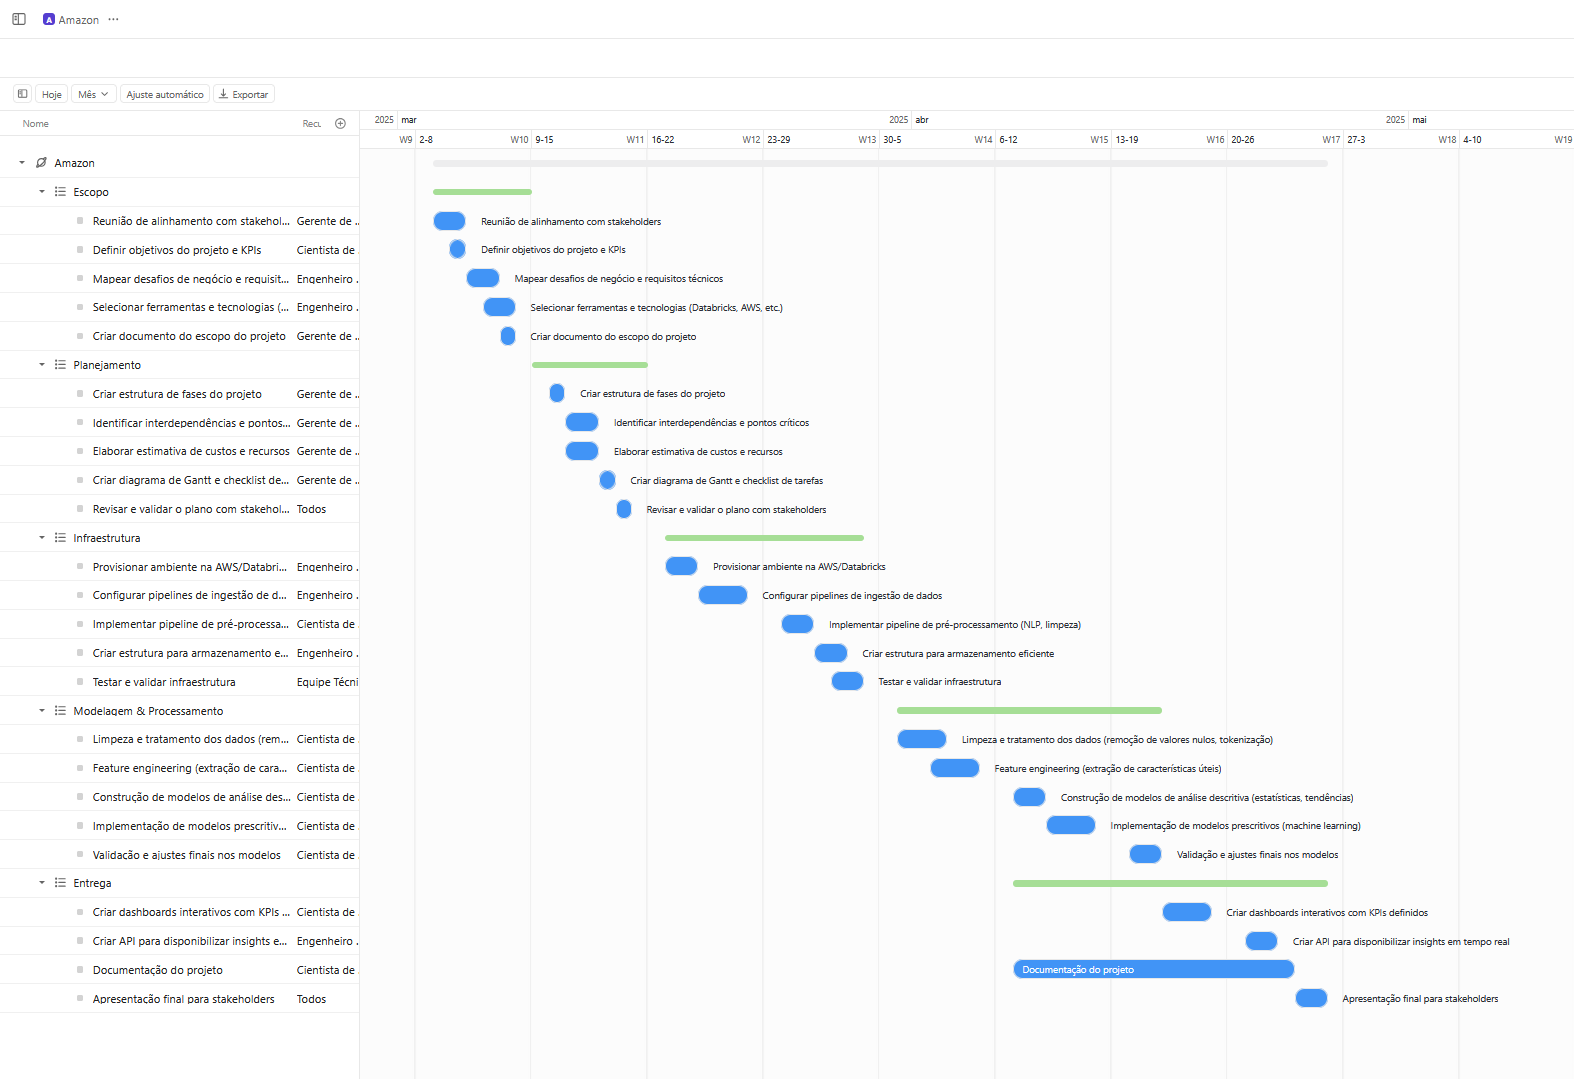 A Amazon ...
Hoje Mês Ajuste automático Exportar
Nome Recu
2025 mar 2025 abr 2025 mai
W9 2-8 W10 9-15 W11 16-22 W12 23-29 W13 30-5 W14 6-12 W15 13-19 W16 20-26 W17 27-3 W18 4-10 W19
Amazon
Escopo
Reunião de alinhamento com stakehol... Gerente de .. Reunião de alinhamento com stakeholders
Definir objetivos do projeto e KPIs Cientista de Definir objetivos do projeto e KPIs
Mapear desafios de negócio e requisit... Engenheiro . Mapear desafios de negócio e requisitos técnicos
Selecionar ferramentas e tecnologias (... Engenheiro . Selecionar ferramentas e tecnologias (Databricks, AWS, etc.)
Criar documento do escopo do projeto Gerente de .. Criar documento do escopo do projeto
Planejamento
Criar estrutura de fases do projeto Gerente de .. Criar estrutura de fases do projeto
Identificar interdependências e pontos... Gerente de .. Identificar interdependências e pontos críticos
Elaborar estimativa de custos e recursos Gerente de .. Elaborar estimativa de custos e recursos
Criar diagrama de Gantt e checklist de... Gerente de .. Criar diagrama de Gantt e checklist de tarefas
Revisar e validar o plano com stakehol... Todos Revisar e validar o plano com stakeholders
Infraestrutura
Provisionar ambiente na AWS/Databri... Engenheiro . Provisionar ambiente na AWS/Databricks
Configurar pipelines de ingestão de d... Engenheiro . Configurar pipelines de ingestão de dados
Implementar pipeline de pré-processa... Cientista de Implementar pipeline de pré-processamento (NLP, limpeza)
Criar estrutura para armazenamento e... Engenheiro . Criar estrutura para armazenamento eficiente
Testar e validar infraestrutura Equipe Técni Testar e validar infraestrutura
Modelagem & Processamento
Limpeza e tratamento dos dados (rem... Cientista de Limpeza e tratamento dos dados (remoção de valores nulos, tokenização)
Feature engineering (extração de cara... Cientista de Feature engineering (extração de características úteis)
Construção de modelos de análise des... Cientista de Construção de modelos de análise descritiva (estatísticas, tendências)
Implementação de modelos prescritiv... Cientista de Implementação de modelos prescritivos (machine learning)
Validação e ajustes finais nos modelos Cientista de Validação e ajustes finais nos modelos
Entrega
Criar dashboards interativos com KPIs ... Cientista de Criar dashboards interativos com KPIs definidos
Criar API para disponibilizar insights e... Engenheiro . Criar API para disponibilizar insights em tempo real
Documentação do projeto Cientista de Documentação do projeto
Apresentação final para stakeholders Todos Apresentação final para stakeholders